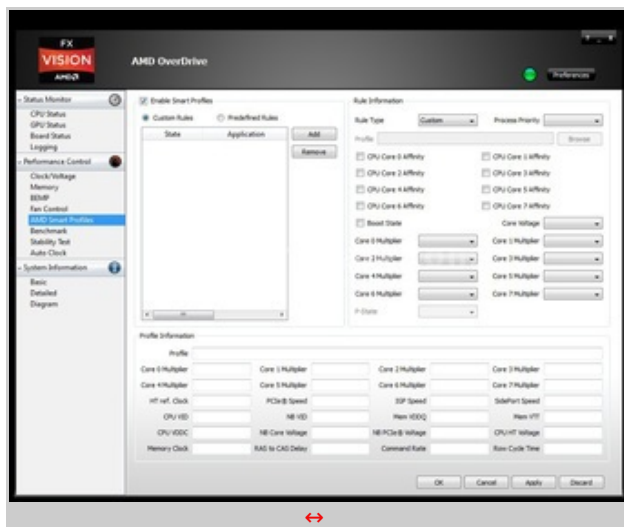 FX
VISION
AMD
AMD OverDrive
? _ x
Preferences
Status Monitor
CPU Status
GPU Status
Board Status
Logging
Performance Control
Clock/Voltage
Memory
BEMP
Fan Control
AMD Smart Profiles
Benchmark
Stability Test
Auto Clock
System Information
Basic
Detailed
Diagram
Enable Smart Profiles
Custom Rules Predefined Rules
State Application
Add
Remove
Rule Information
Rule Type Custom Process Priority
Profile Browse
CPU Core 0 Affinity CPU Core 1 Affinity
CPU Core 2 Affinity CPU Core 3 Affinity
CPU Core 4 Affinity CPU Core 5 Affinity
CPU Core 6 Affinity CPU Core 7 Affinity
Boost State Core Voltage
Core 0 Multiplier Core 1 Multiplier
Core 2 Multiplier Core 3 Multiplier
Core 4 Multiplier Core 5 Multiplier
Core 6 Multiplier Core 7 Multiplier
P-State
Profile Information
Profile
Core 0 Multiplier Core 1 Multiplier Core 2 Multiplier Core 3 Multiplier
Core 4 Multiplier Core 5 Multiplier Core 6 Multiplier Core 7 Multiplier
HT ref. Clock PCIe® Speed IGP Speed SidePort Speed
CPU VID NB VID Mem VDDQ Mem VTT
CPU VDDC NB Core Voltage NB PCIe® Voltage CPU HT Voltage
Memory Clock RAS to CAS Delay Command Rate Row Cycle Time
OK Cancel Apply Discard